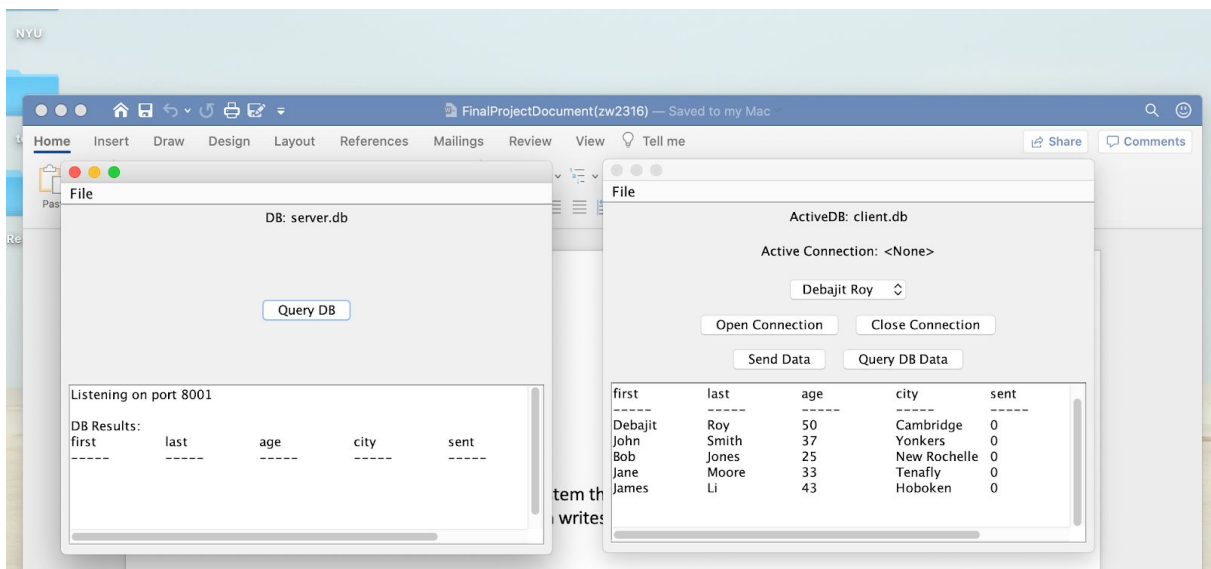 NYU
FinalProjectDocument(zw2316) — Saved to my Mac
Home Insert Draw Design Layout References Mailings Review View Tell me Share Comments
File
DB: server.db
Query DB
Listening on port 8001
DB Results:
first last age city sent
----- ----- ----- ----- -----
File
ActiveDB: client.db
Active Connection: <None>
Debajit Roy
Open Connection Close Connection
Send Data Query DB Data
first last age city sent
----- ----- ----- ----- -----
Debajit Roy 50 Cambridge 0
John Smith 37 Yonkers 0
Bob Jones 25 New Rochelle 0
Jane Moore 33 Tenafly 0
James Li 43 Hoboken 0
writes